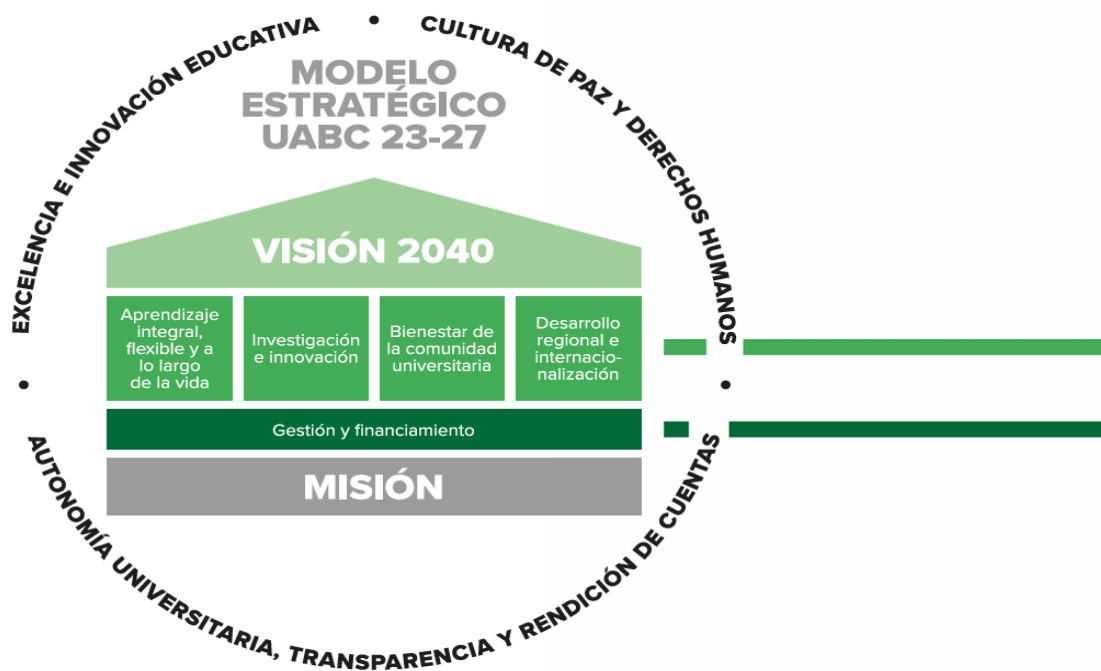 EXCELENCIA E INNOVACIÓN EDUCATIVA
•
CULTURA DE PAZ Y DERECHOS HUMANOS
•
AUTONOMÍA UNIVERSITARIA, TRANSPARENCIA Y RENDICIÓN DE CUENTAS
•
MODELO
ESTRATÉGICO
UABC 23-27
VISIÓN 2040
Aprendizaje
integral,
flexible y a
lo largo
de la vida
Investigación
e innovación
Bienestar de
la comunidad
universitaria
Desarrollo
regional e
internacio-
nalización
Gestión y financiamiento
MISIÓN